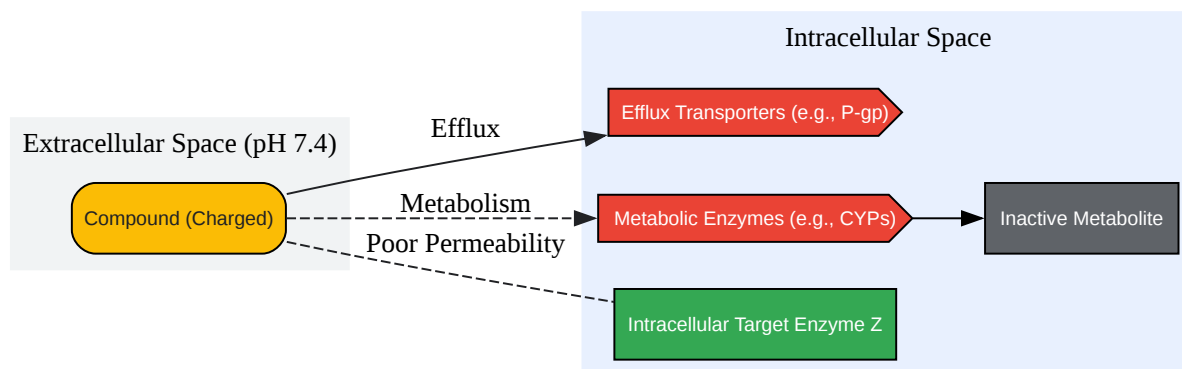 Intracellular Space
Efflux Transporters (e.g., P-gp)
Efflux
Extracellular Space (pH 7.4)
Compound (Charged)
Metabolism
Metabolic Enzymes (e.g., CYPs)
Inactive Metabolite
Poor Permeability
Intracellular Target Enzyme Z